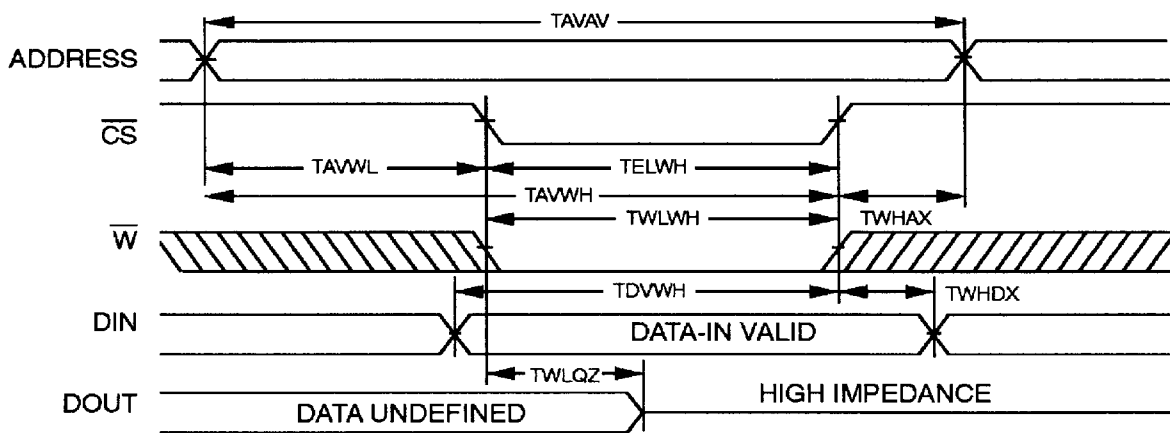 TAVAV
ADDRESS
C̅S̅
TAVWL
TELWH
TAVWH
TWLWH
TWHAX
W̅
TDVWH
TWHDX
DIN
DATA-IN VALID
TWLQZ
DOUT
DATA UNDEFINED
HIGH IMPEDANCE